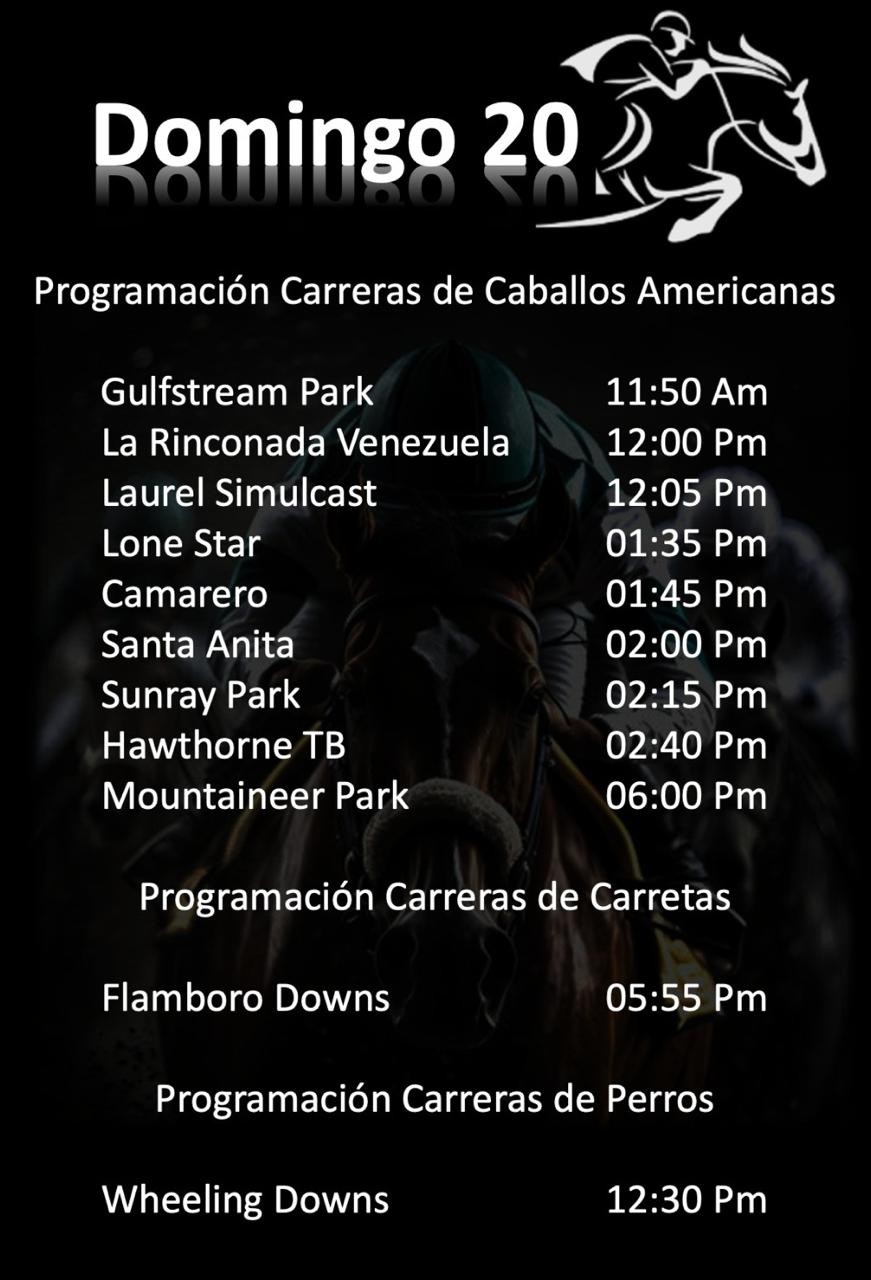 Domingo 20
Programación Carreras de Caballos Americanas
Gulfstream Park 11:50 Am
La Rinconada Venezuela 12:00 Pm
Laurel Simulcast 12:05 Pm
Lone Star 01:35 Pm
Camarero 01:45 Pm
Santa Anita 02:00 Pm
Sunray Park 02:15 Pm
Hawthorne TB 02:40 Pm
Mountaineer Park 06:00 Pm
Programación Carreras de Carretas
Flamboro Downs 05:55 Pm
Programación Carreras de Perros
Wheeling Downs 12:30 Pm